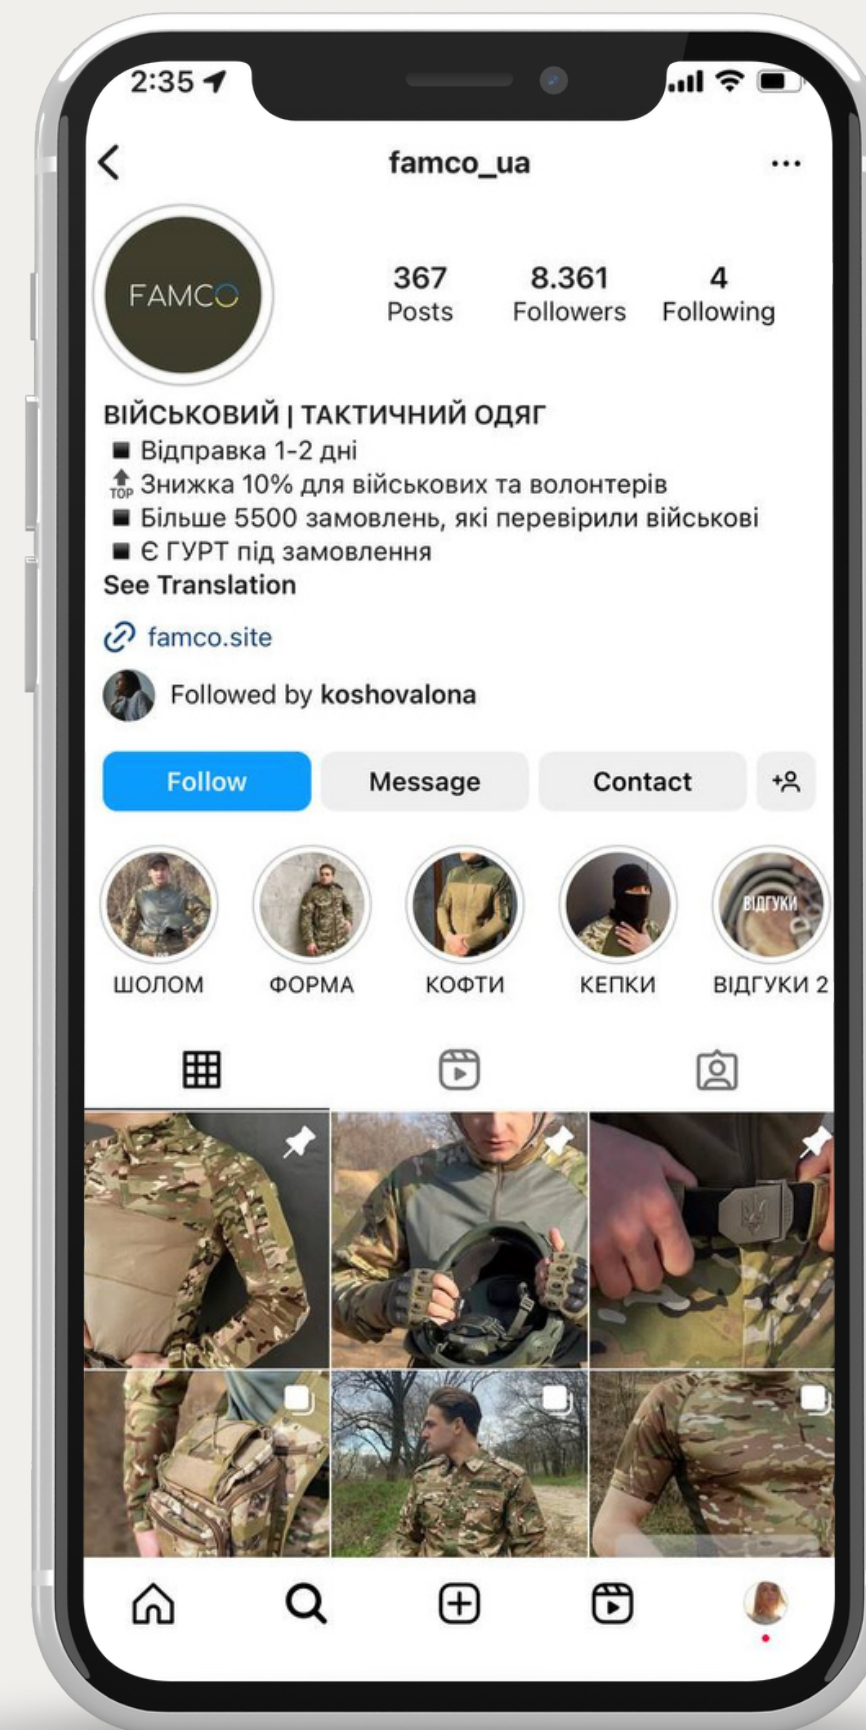 2:35
famco_ua
FAMCO
367
Posts
8.361
Followers
4
Following
ВІЙСЬКОВИЙ | ТАКТИЧНИЙ ОДЯГ
Відправка 1-2 дні
TOP Знижка 10% для військових та волонтерів
Більше 5500 замовлень, які перевірили військові
Є ГУРТ під замовлення
See Translation
famco.site
Followed by koshovalona
Follow
Message
Contact
ВІДГУКИ
ШОЛОМ
ФОРМА
КОФТИ
КЕПКИ
ВІДГУКИ 2